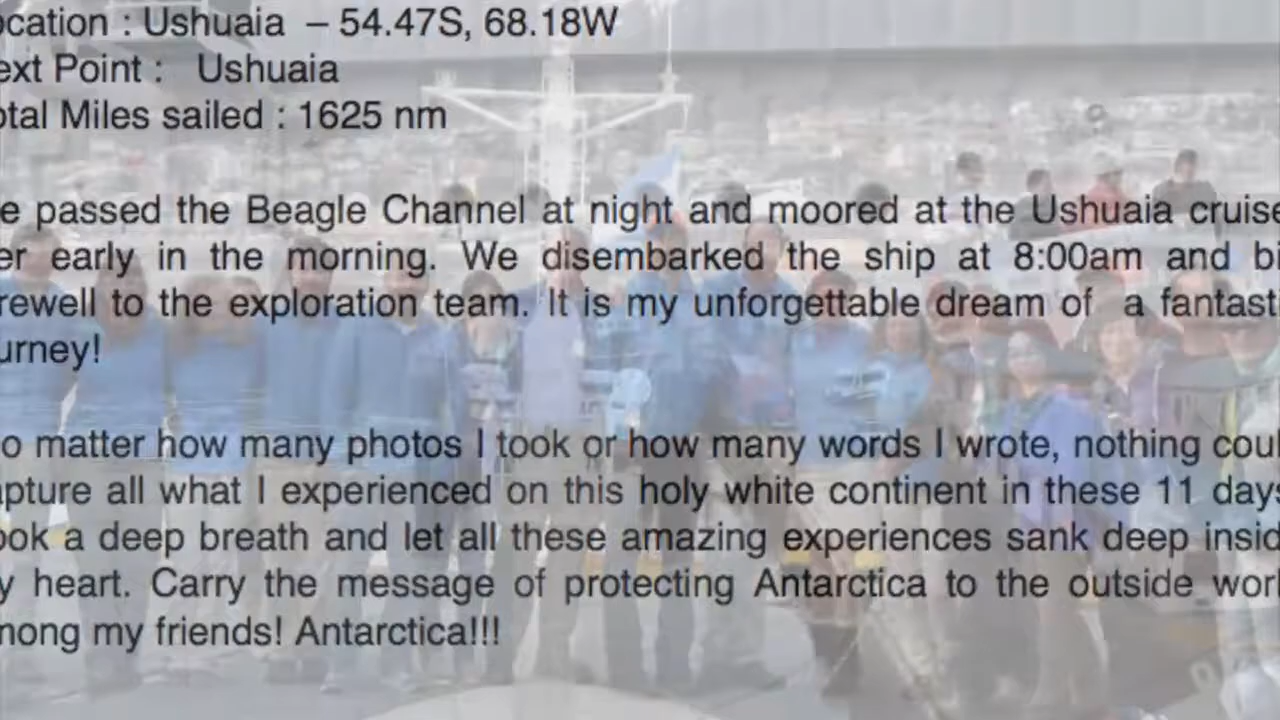 ocation : Ushuaia – 54.47S, 68.18W
ext Point : Ushuaia
otal Miles sailed : 1625 nm
e passed the Beagle Channel at night and moored at the Ushuaia cruise
er early in the morning. We disembarked the ship at 8:00am and bi
rewell to the exploration team. It is my unforgettable dream of a fantasti
urney!
o matter how many photos I took or how many words I wrote, nothing coul
apture all what I experienced on this holy white continent in these 11 days
ook a deep breath and let all these amazing experiences sank deep insid
y heart. Carry the message of protecting Antarctica to the outside worl
mong my friends! Antarctica!!!